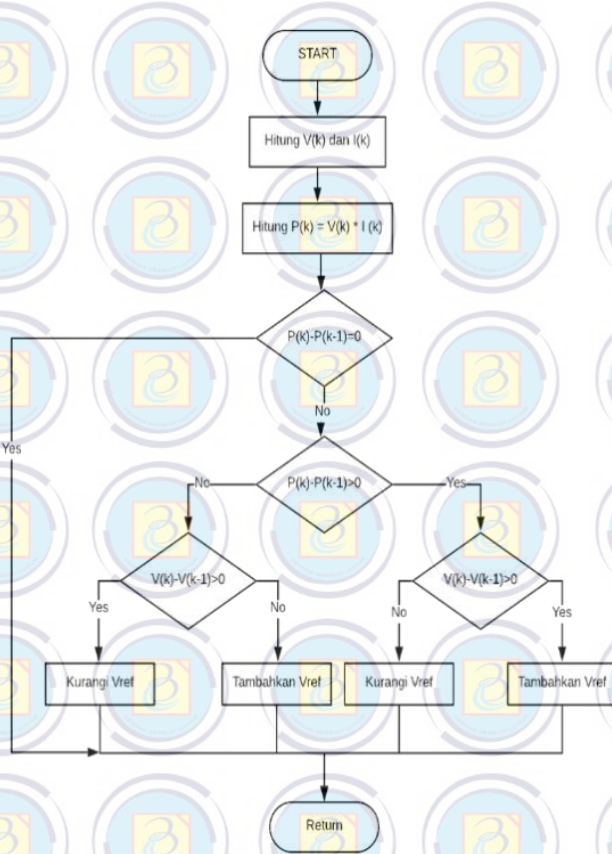 START
Hitung V(k) dan I(k)
Hitung P(k) = V(k) * I (k)
P(k)-P(k-1)=0
No
Yes
P(k)-P(k-1)>0
No
Yes
V(k)-V(k-1)>0
V(k)-V(k-1)>0
Yes
No
No
Yes
Kurangi Vref
Tambahkan Vref
Kurangi Vref
Tambahkan Vref
Return